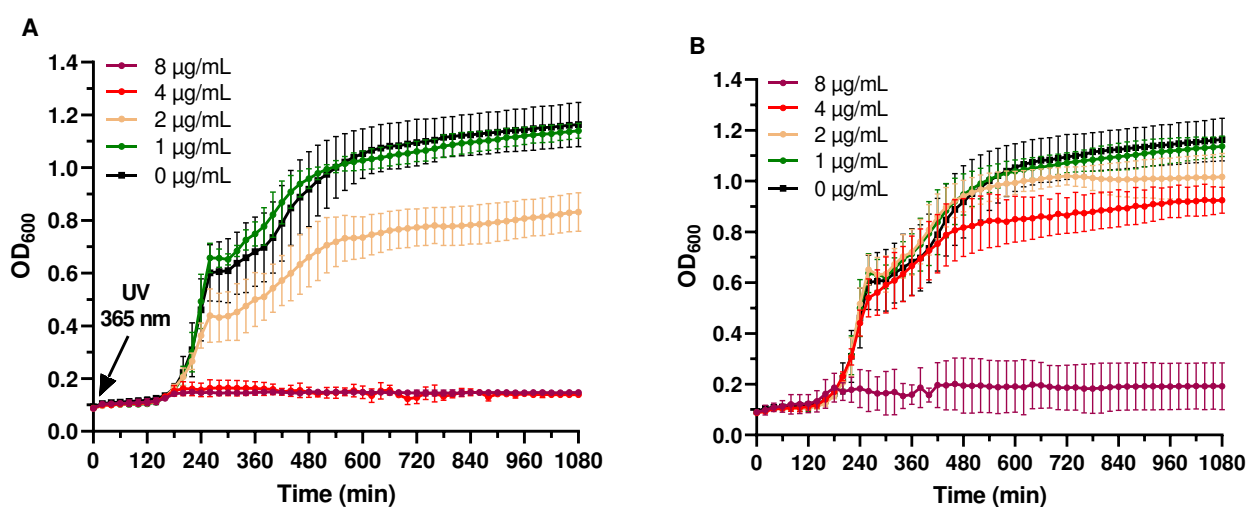 A
1.4
1.2
1.0
0.8
0.6
0.4
0.2
0.0
OD600
8 µg/mL
4 µg/mL
2 µg/mL
1 µg/mL
0 µg/mL
UV
365 nm
0 120 240 360 480 600 720 840 960 1080
Time (min)
B
1.4
1.2
1.0
0.8
0.6
0.4
0.2
0.0
OD600
8 µg/mL
4 µg/mL
2 µg/mL
1 µg/mL
0 µg/mL
0 120 240 360 480 600 720 840 960 1080
Time (min)